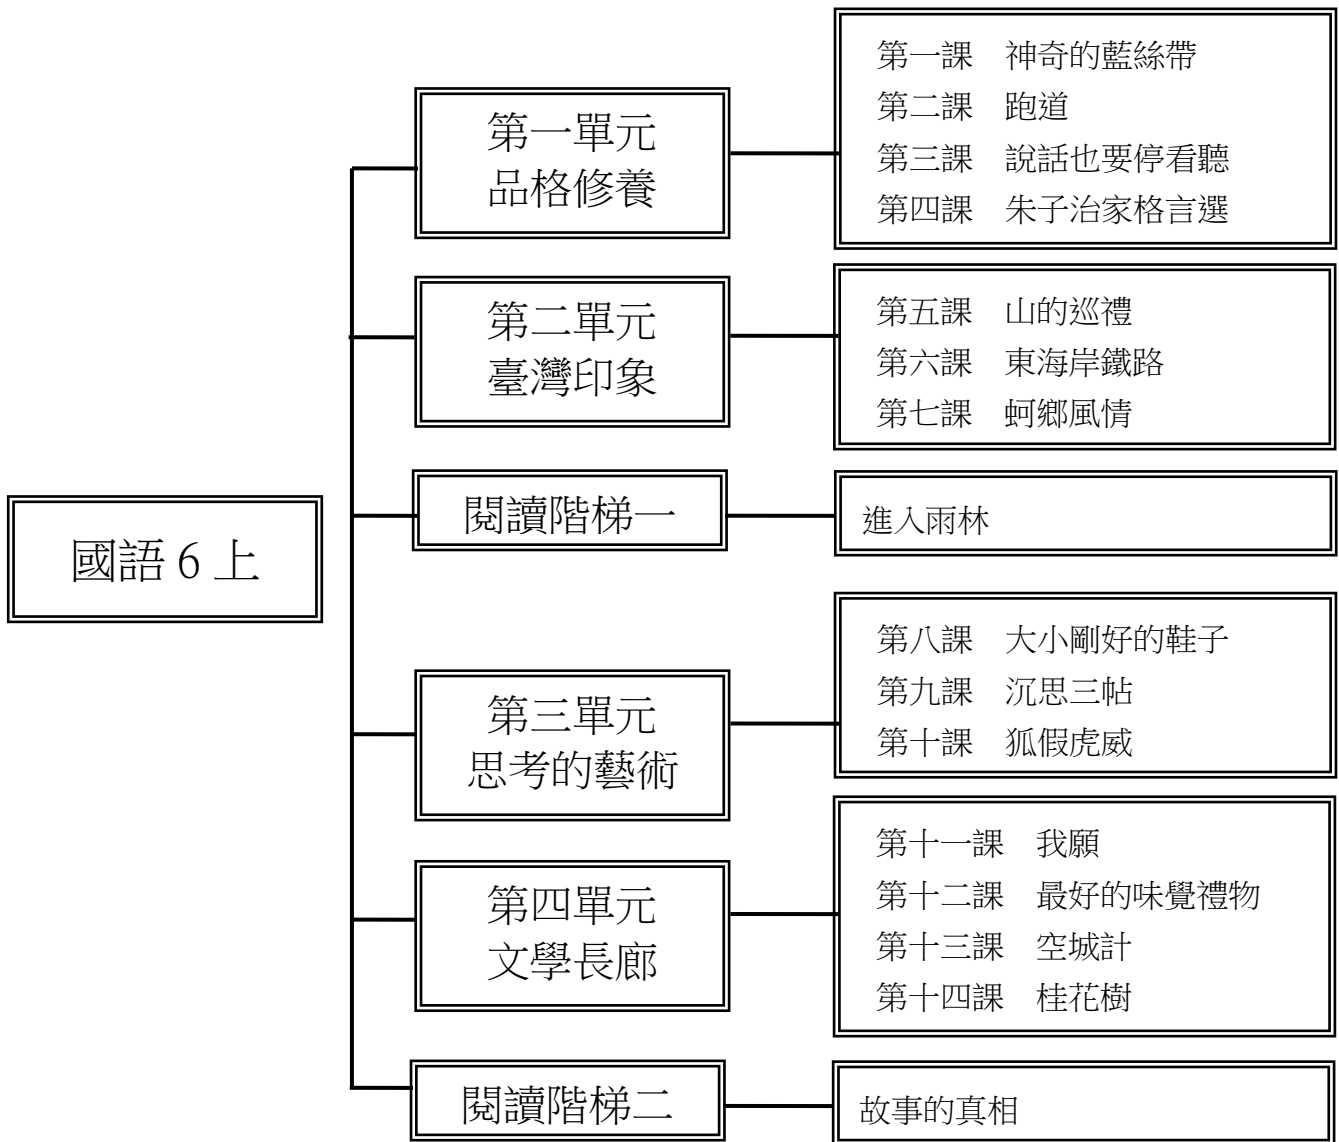 國語 6 上
第一單元
品格修養
第一課　神奇的藍絲帶
第二課　跑道
第三課　說話也要停看聽
第四課　朱子治家格言選
第二單元
臺灣印象
第五課　山的巡禮
第六課　東海岸鐵路
第七課　蚵鄉風情
閱讀階梯一
進入雨林
第三單元
思考的藝術
第八課　大小剛好的鞋子
第九課　沉思三帖
第十課　狐假虎威
第四單元
文學長廊
第十一課　我願
第十二課　最好的味覺禮物
第十三課　空城計
第十四課　桂花樹
閱讀階梯二
故事的真相